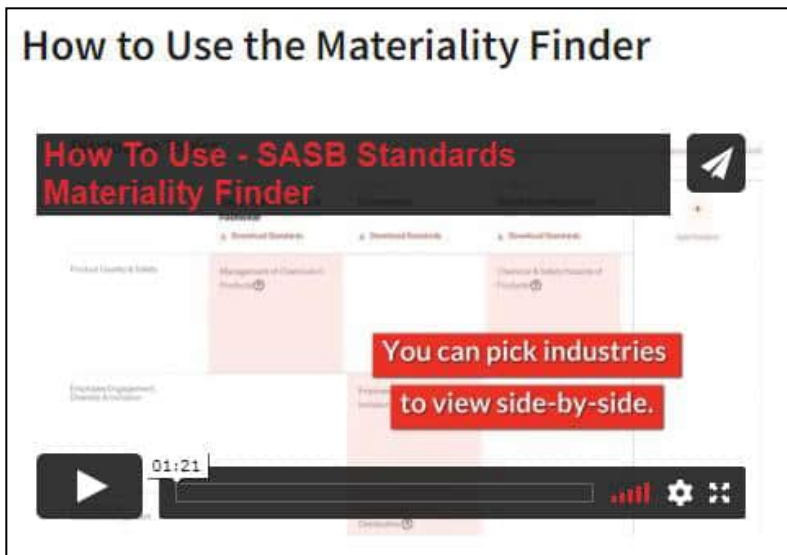 How to Use the Materiality Finder
How To Use - SASB Standards
Materiality Finder
Footwear
Download Standards
Download Standards
Download Standards
Product Quality & Safety
Management of Chemicals in
Products
Chemical & Safety Hazards of
Products
You can pick industries
to view side-by-side.
Employee Engagement,
Diversity & Inclusion
01:21